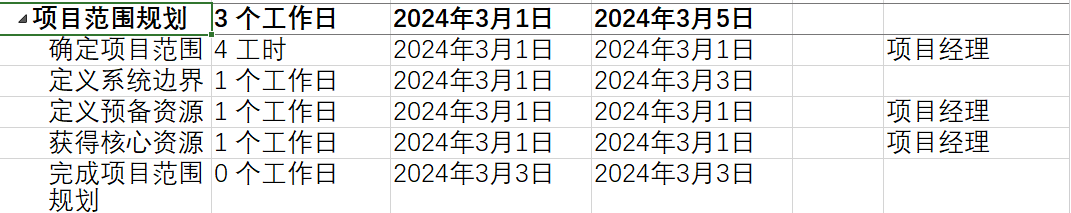 项目范围规划 3 个工作日 2024年3月1日 2024年3月5日
确定项目范围 4 工时 2024年3月1日 2024年3月1日 项目经理
定义系统边界 1 个工作日 2024年3月1日 2024年3月3日
定义预备资源 1 个工作日 2024年3月1日 2024年3月1日 项目经理
获得核心资源 1 个工作日 2024年3月1日 2024年3月1日 项目经理
完成项目范围 0 个工作日 2024年3月3日 2024年3月3日
规划